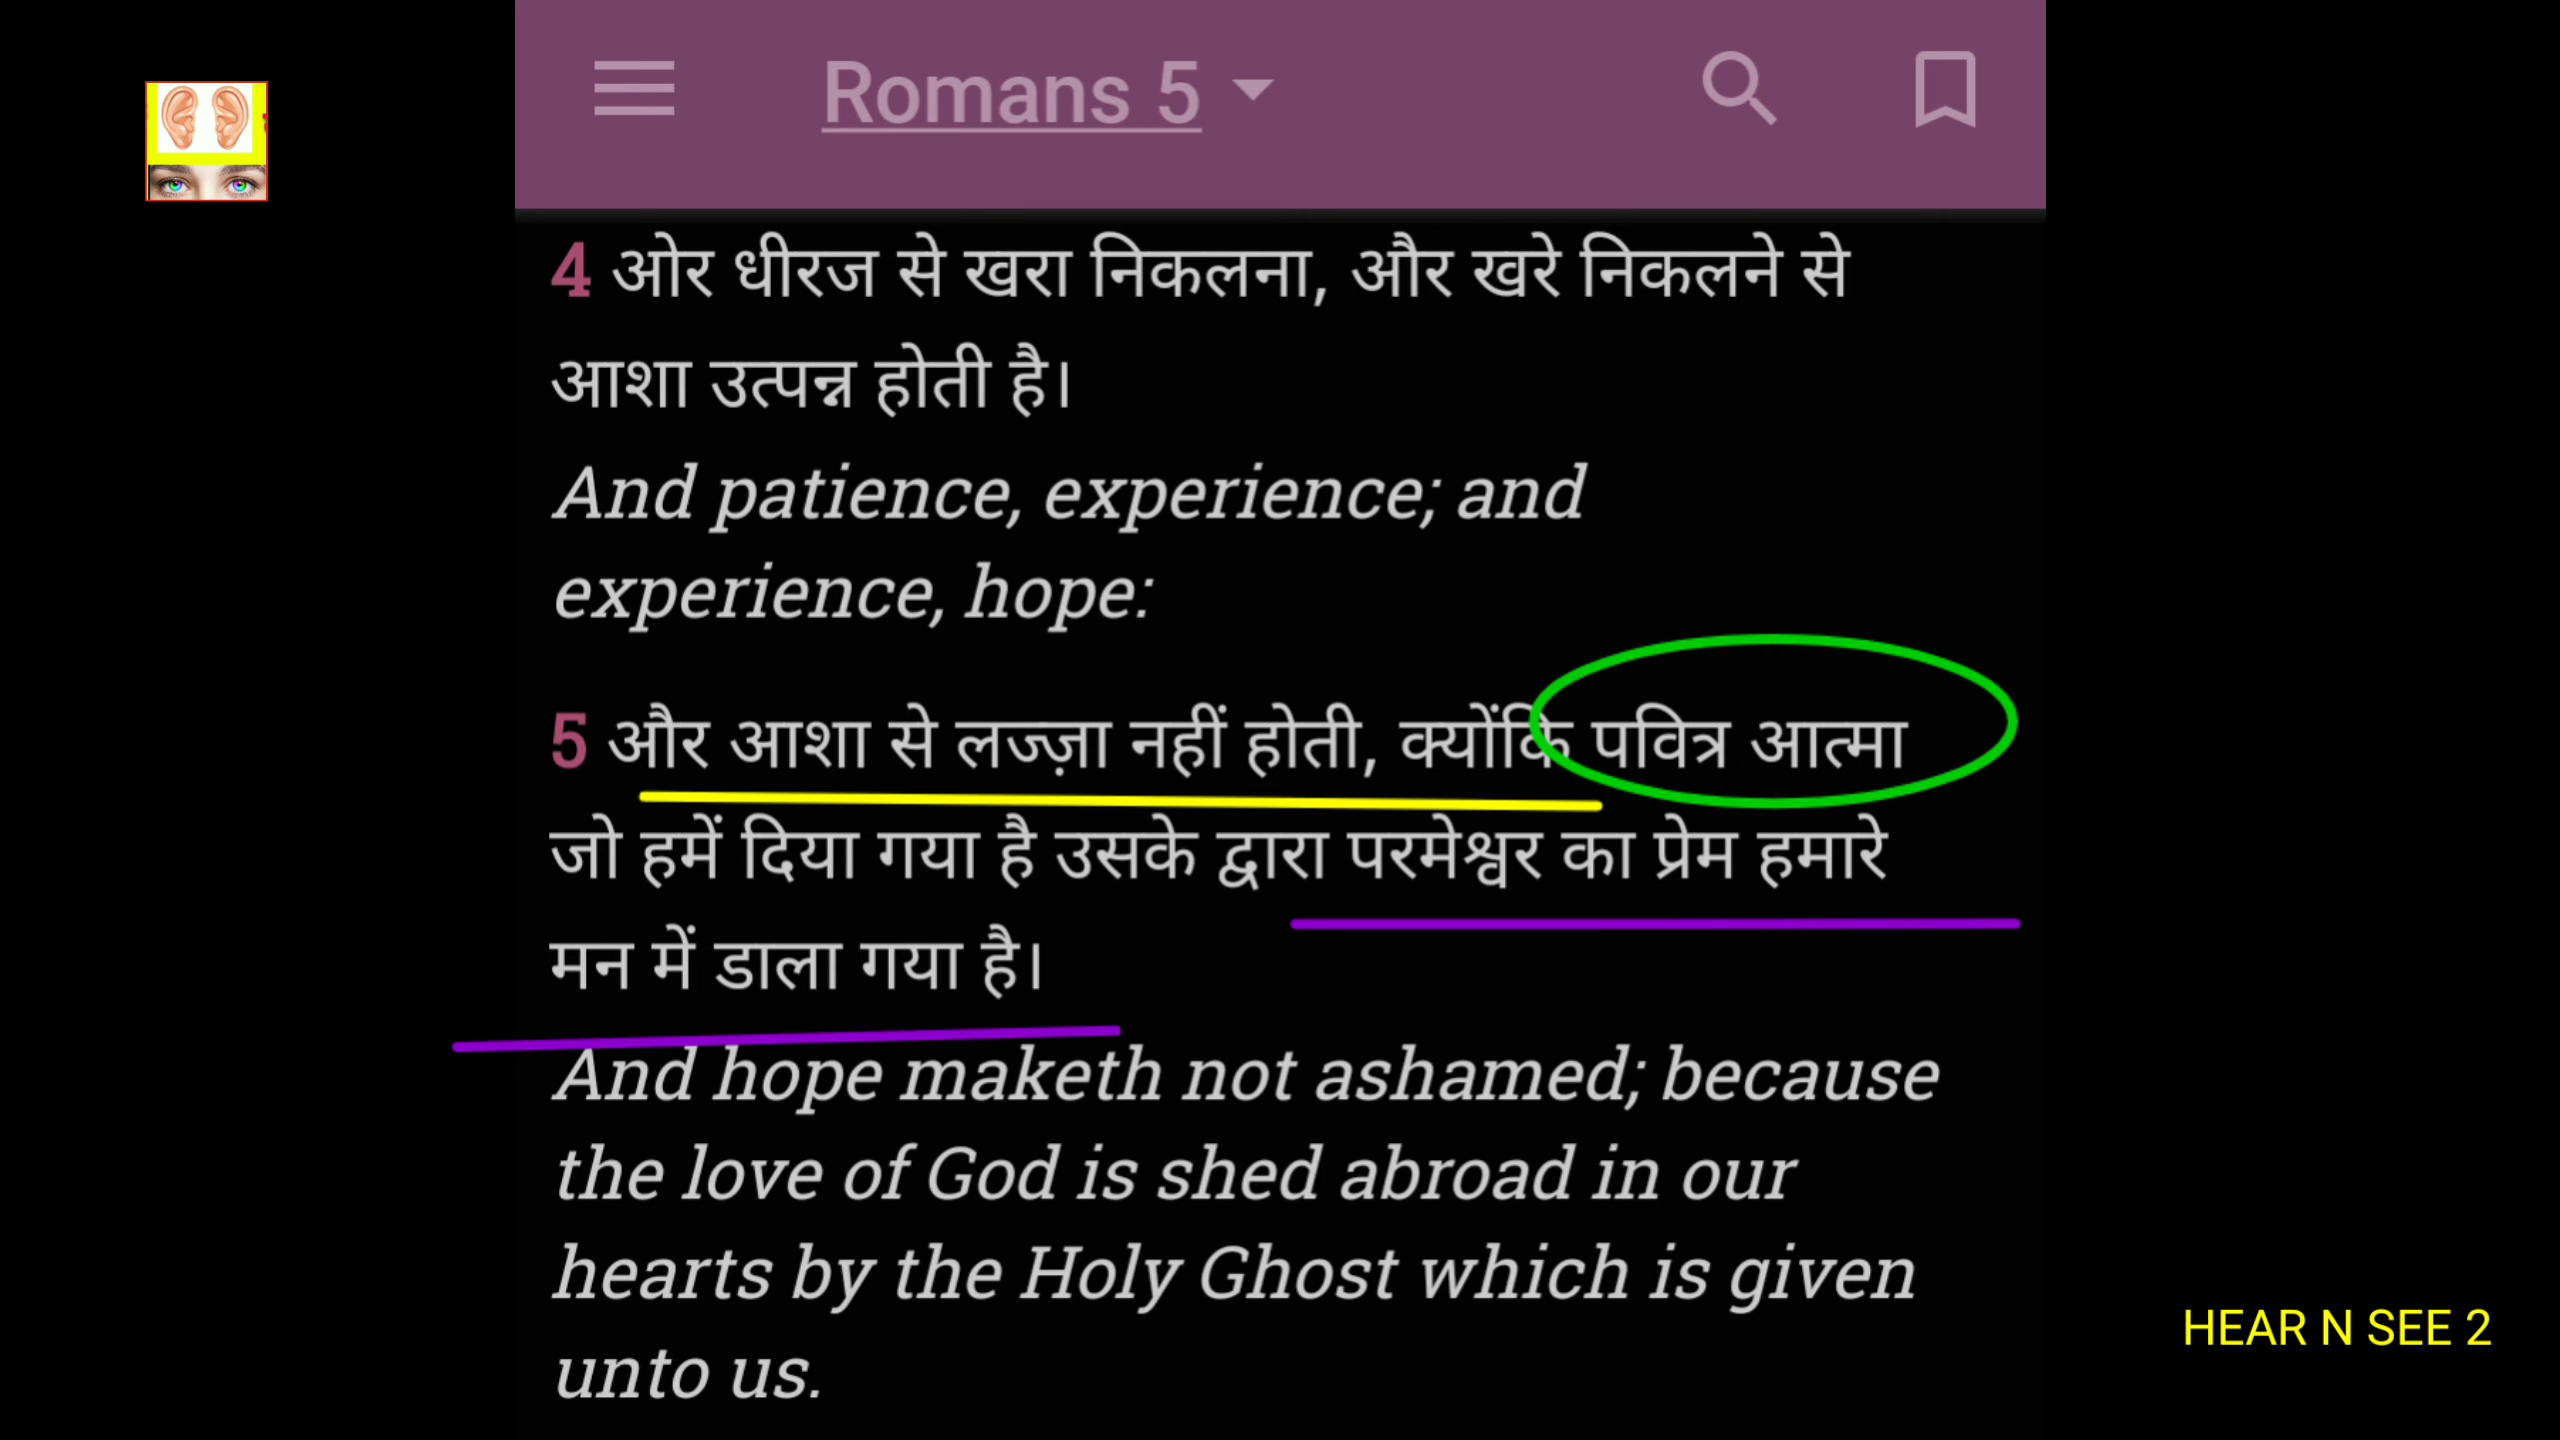 Romans 5
4 ओर धीरज से खरा निकलना, और खरे निकलने से
आशा उत्पन्न होती है।
And patience, experience; and
experience, hope:
5 और आशा से लज्ज़ा नहीं होती, क्योंकि पवित्र आत्मा
जो हमें दिया गया है उसके द्वारा परमेश्वर का प्रेम हमारे
मन में डाला गया है।
And hope maketh not ashamed; because
the love of God is shed abroad in our
hearts by the Holy Ghost which is given
unto us.
HEAR N SEE 2